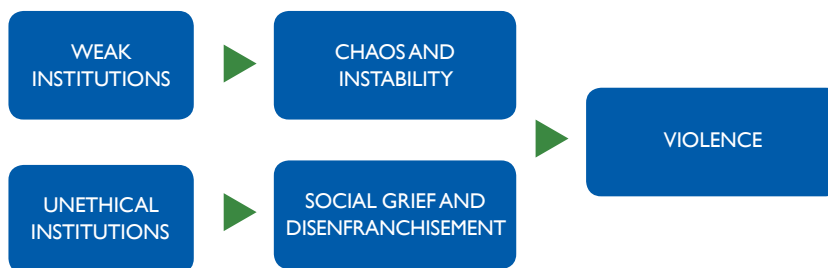 WEAK
INSTITUTIONS
CHAOS AND
INSTABILITY
VIOLENCE
UNETHICAL
INSTITUTIONS
SOCIAL GRIEF AND
DISENFRANCHISEMENT